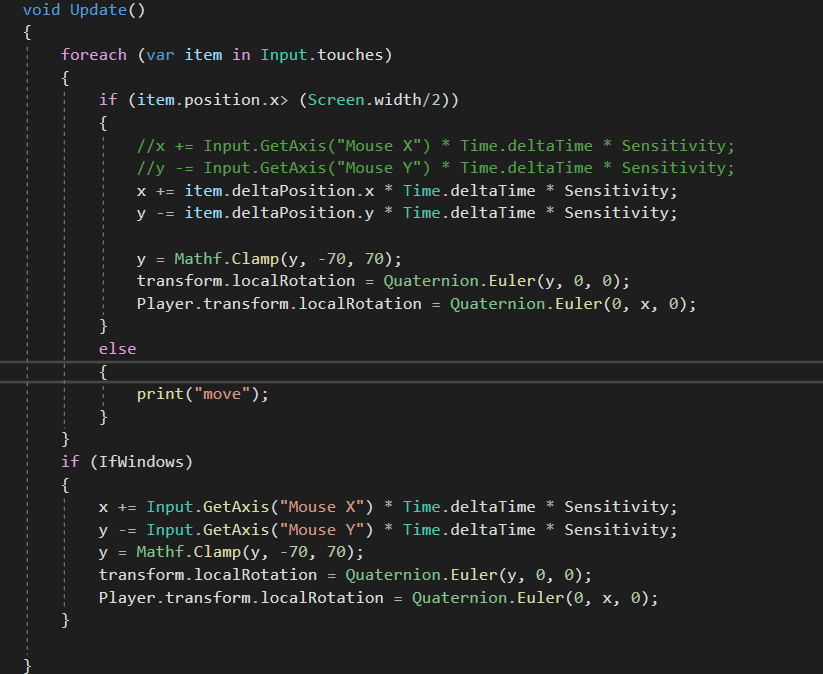 void Update()
{
foreach (var item in Input.touches)
{
if (item.position.x> (Screen.width/2))
{
//x += Input.GetAxis("Mouse X") * Time.deltaTime * Sensitivity;
//y -= Input.GetAxis("Mouse Y") * Time.deltaTime * Sensitivity;
x += item.deltaPosition.x * Time.deltaTime * Sensitivity;
y -= item.deltaPosition.y * Time.deltaTime * Sensitivity;
y = Mathf.Clamp(y, -70, 70);
transform.localRotation = Quaternion.Euler(y, 0, 0);
Player.transform.localRotation = Quaternion.Euler(0, x, 0);
}
else
{
print("move");
}
}
if (IfWindows)
{
x += Input.GetAxis("Mouse X") * Time.deltaTime * Sensitivity;
y -= Input.GetAxis("Mouse Y") * Time.deltaTime * Sensitivity;
y = Mathf.Clamp(y, -70, 70);
transform.localRotation = Quaternion.Euler(y, 0, 0);
Player.transform.localRotation = Quaternion.Euler(0, x, 0);
}
}